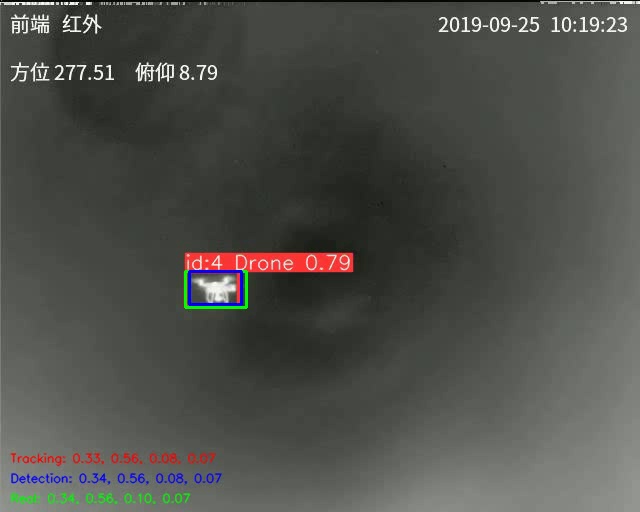 前端 红外
2019-09-25 10:19:23
方位 277.51 俯仰 8.79
id:4 Drone 0.79
Tracking: 0.33, 0.56, 0.08, 0.07
Detection: 0.34, 0.56, 0.08, 0.07
0.34, 0.56, 0.10, 0.07